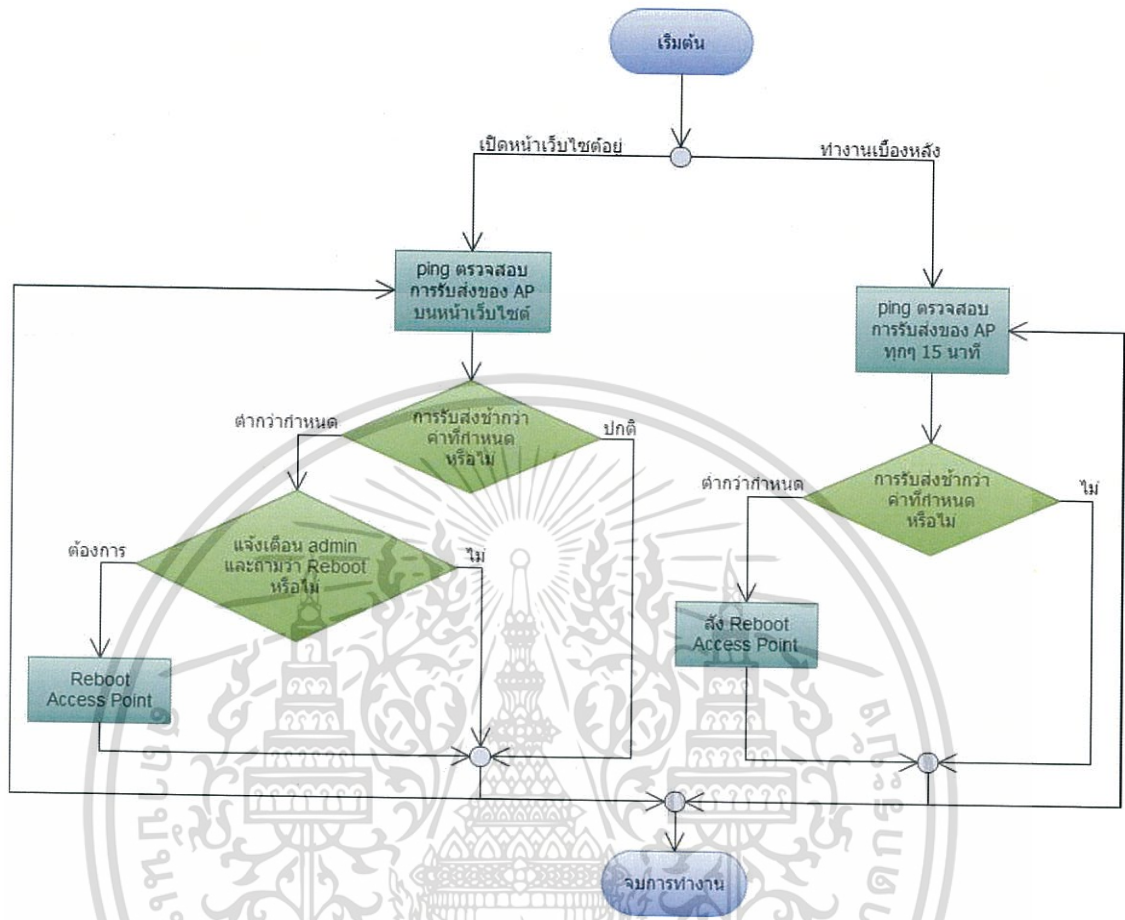 เริ่มต้น
เปิดหน้าเว็บไซต์อยู่
ทำงานเบื้องหลัง
ping ตรวจสอบ
การรับส่งของ AP
บนหน้าเว็บไซต์
ping ตรวจสอบ
การรับส่งของ AP
ทุกๆ 15 นาที
การรับส่งช้ากว่า
ค่าที่กำหนด
หรือไม่
ต่ำกว่ากำหนด
ปกติ
การรับส่งช้ากว่า
ค่าที่กำหนด
หรือไม่
ต่ำกว่ากำหนด
ไม่
แจ้งเตือน admin
และถามว่า Reboot
หรือไม่
ต้องการ
ไม่
สั่ง Reboot
Access Point
Reboot
Access Point
จบการทำงาน